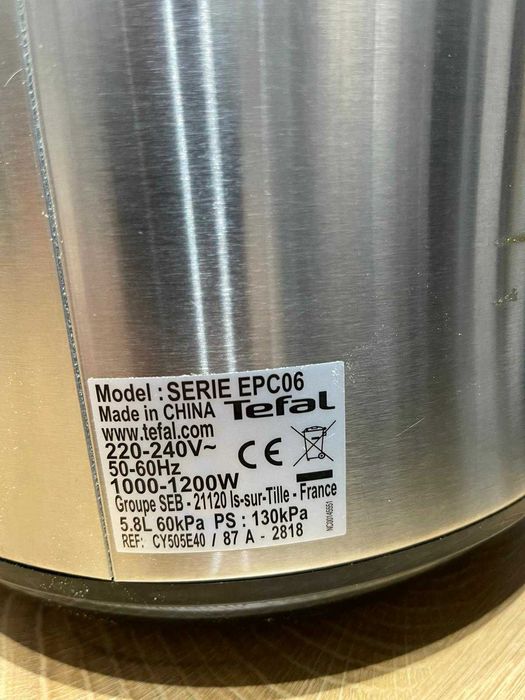 Model : SERIE EPC06
Made in CHINA Tefal
www.tefal.com
220-240V~
50-60Hz
CE
1000-1200W
Groupe SEB - 21120 Is-sur-Tille - France
5.8L 60kPa PS : 130kPa
REF: CY505E40 / 87 A - 2818